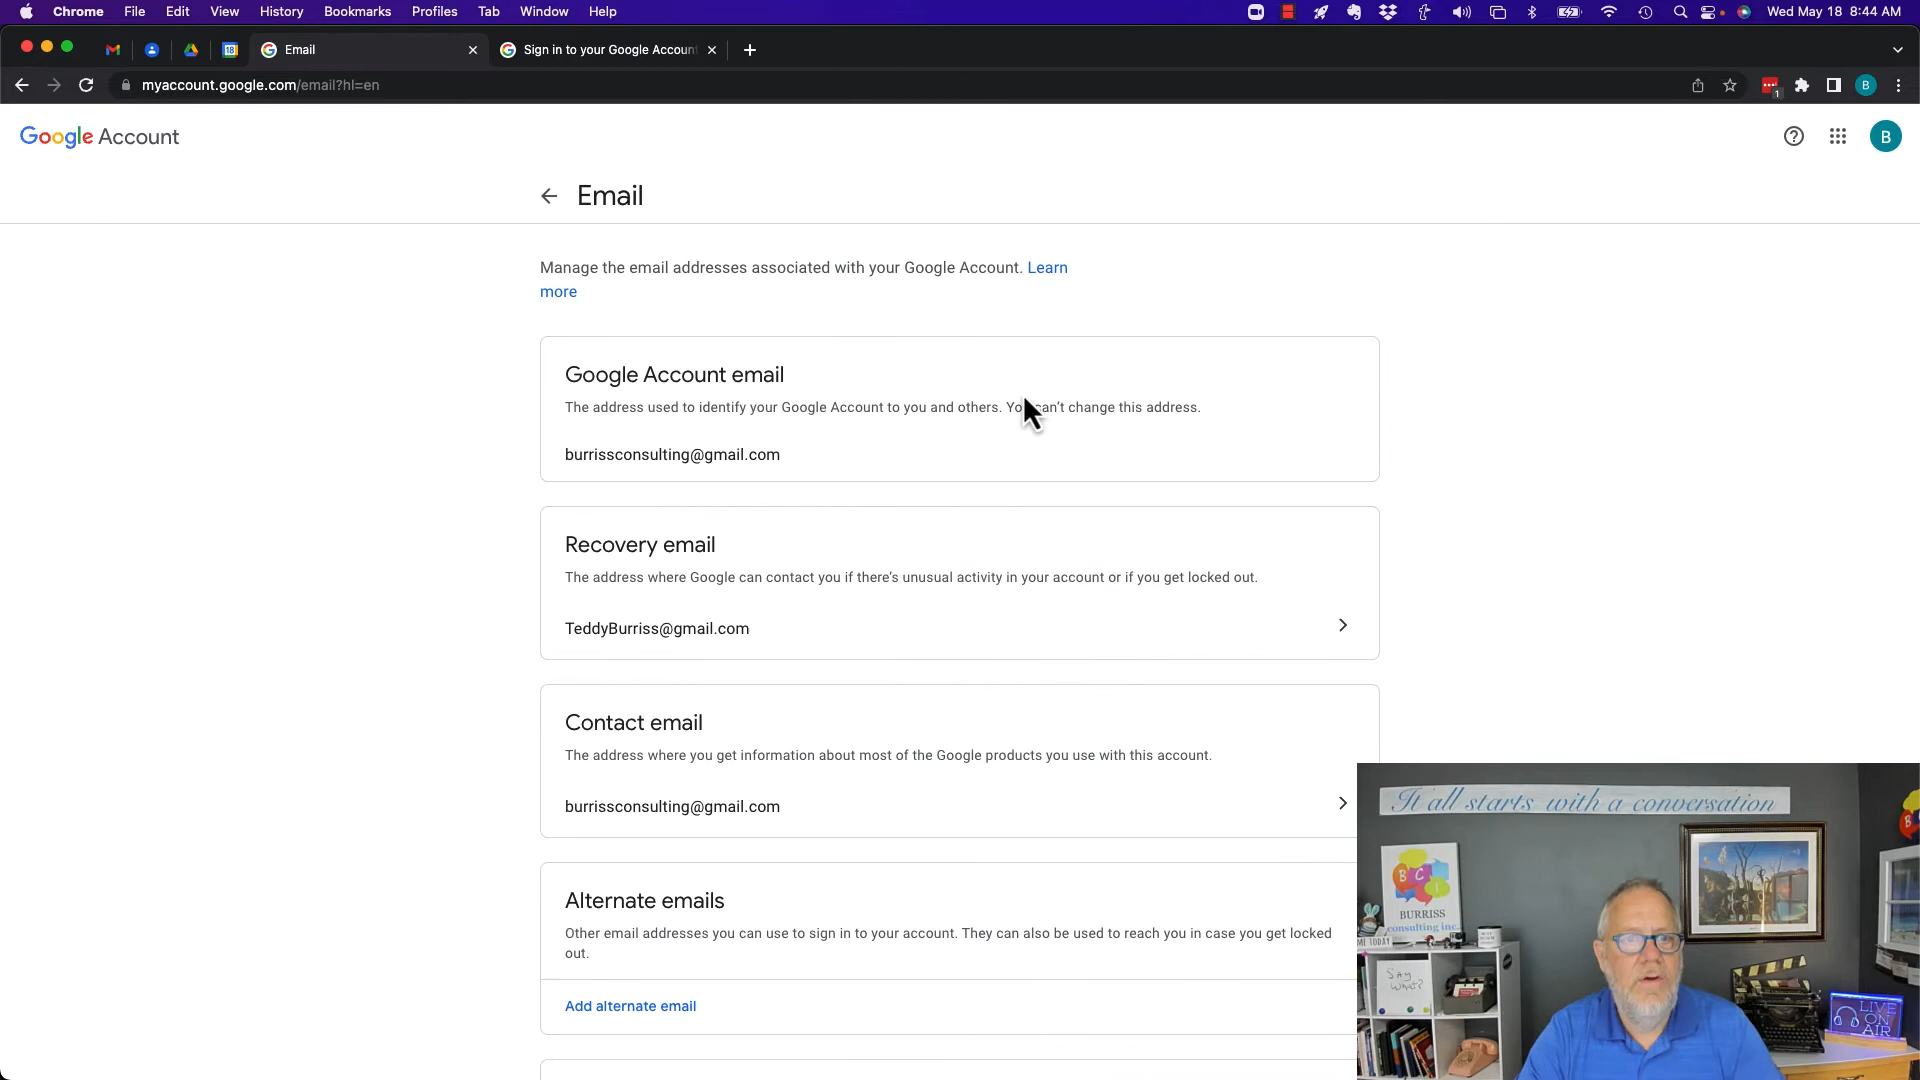 Chrome File Edit View History Bookmarks Profiles Tab Window Help
Wed May 18 8:44 AM
18
Email
Sign in to your Google Accoun
myaccount.google.com/email?hl=en
1
B
Google Account
B
Email
Manage the email addresses associated with your Google Account. Learn
more
Google Account email
The address used to identify your Google Account to you and others. You can't change this address.
burrissconsulting@gmail.com
Recovery email
The address where Google can contact you if there's unusual activity in your account or if you get locked out.
TeddyBurriss@gmail.com
Contact email
The address where you get information about most of the Google products you use with this account.
burrissconsulting@gmail.com
Alternate emails
Other email addresses you can use to sign in to your account. They can also be used to reach you in case you get locked
out.
Add alternate email
It all starts with a conversation
B C I
BURRISS
consulting inc.
ME TODAY
SAY
WHAT?
LIVE
ON
AIR